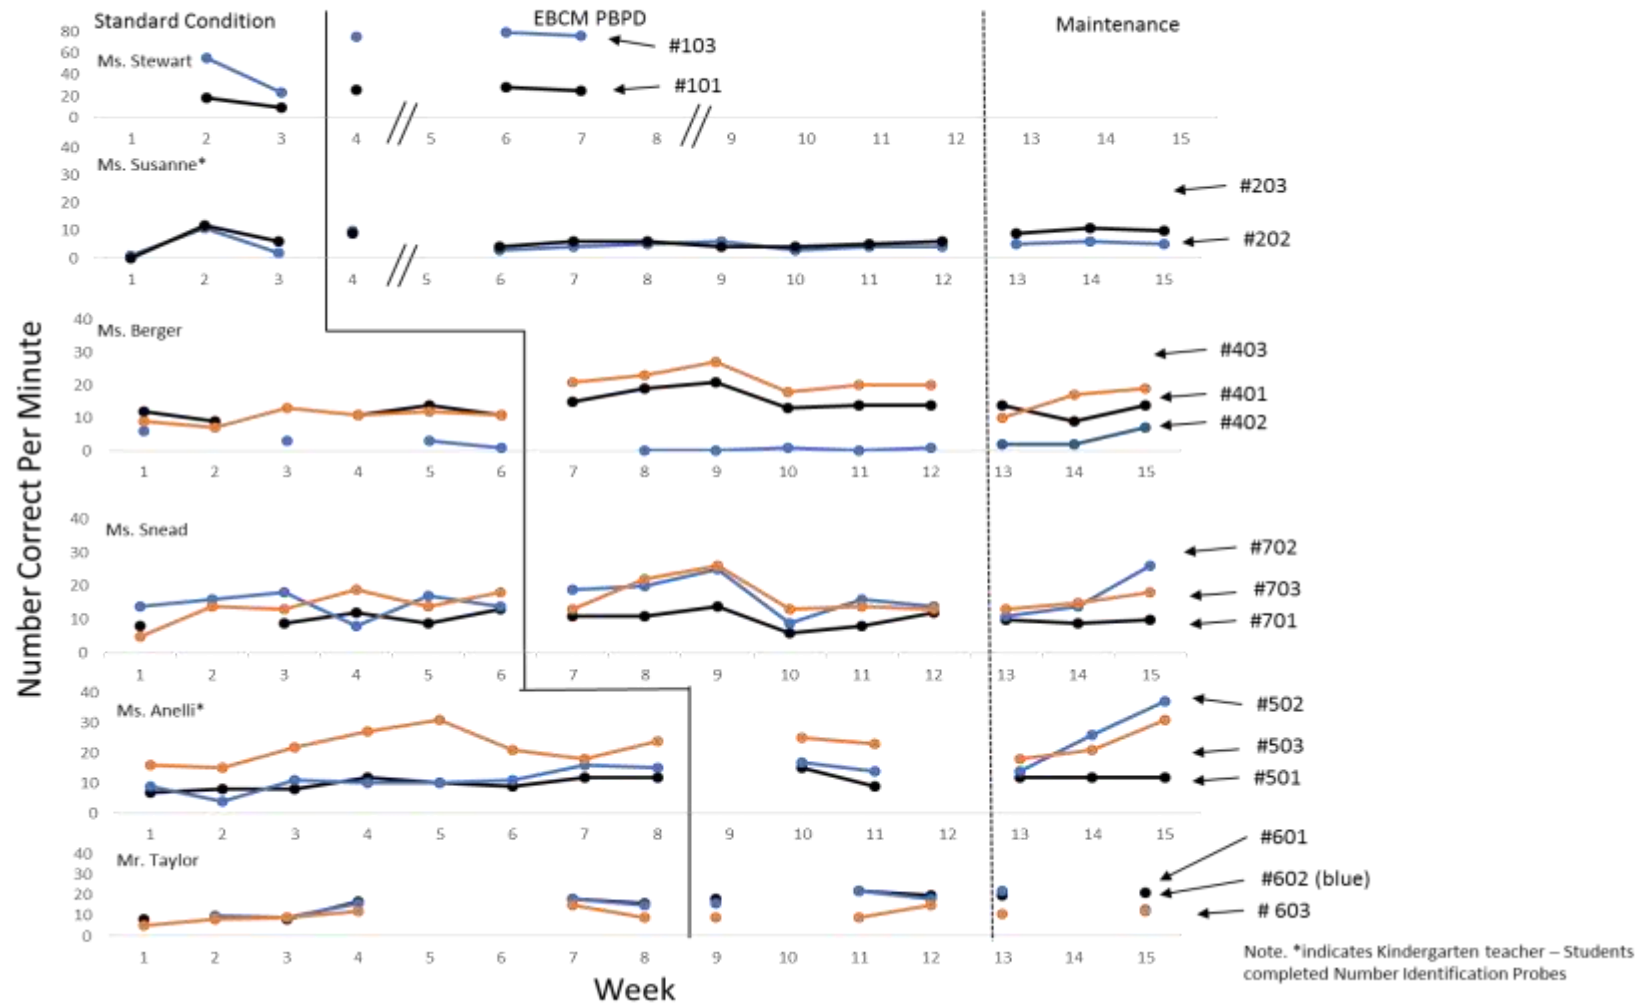 Standard Condition
EBCM PBPD
Maintenance
Number Correct Per Minute
80
60
40
20
0
Ms. Stewart
#103
#101
1 2 3 4 5 6 7 8 9 10 11 12 13 14 15
40
30
20
10
0
Ms. Susanne*
#203
#202
1 2 3 4 5 6 7 8 9 10 11 12 13 14 15
40
30
20
10
0
Ms. Berger
#403
#401
#402
1 2 3 4 5 6 7 8 9 10 11 12 13 14 15
40
30
20
10
0
Ms. Snead
#702
#703
#701
1 2 3 4 5 6 7 8 9 10 11 12 13 14 15
40
30
20
10
0
Ms. Anelli*
#502
#503
#501
1 2 3 4 5 6 7 8 9 10 11 12 13 14 15
40
30
20
10
0
Mr. Taylor
#601
#602 (blue)
# 603
1 2 3 4 5 6 7 8 9 10 11 12 13 14 15
Week
Note. *indicates Kindergarten teacher – Students
completed Number Identification Probes